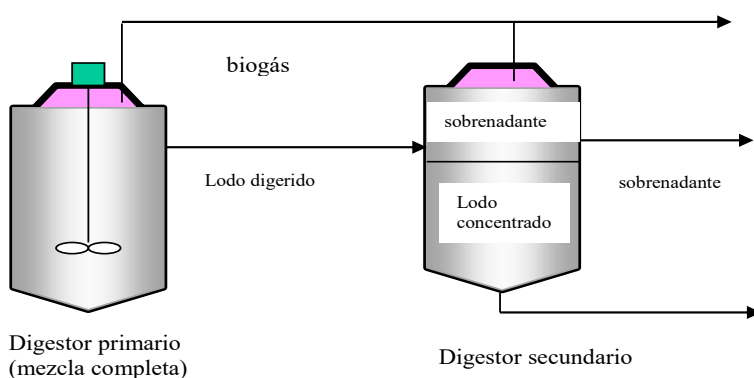 biogás
sobrenadante
Lodo digerido
sobrenadante
Lodo
concentrado
Digestor primario
(mezcla completa)
Digestor secundario